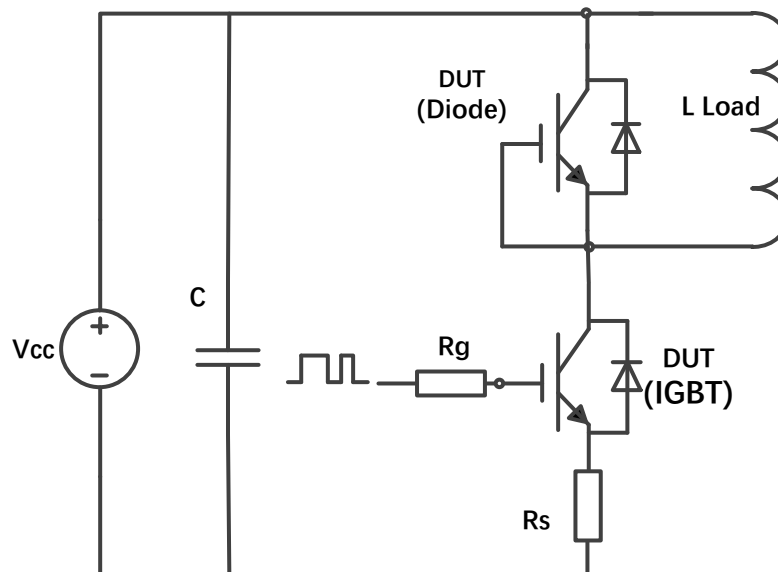 DUT
(Diode)
L Load
C
Vcc
+
−
Rg
DUT
(IGBT)
Rs